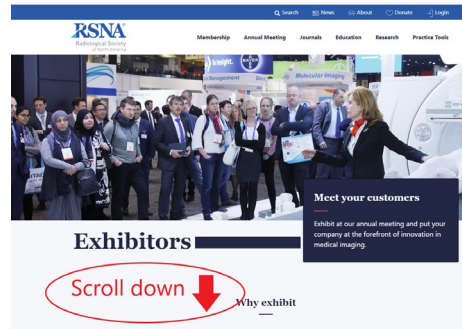 Search News About Donate Login
RSNA®
Radiological Society
of North America
Membership Annual Meeting Journals Education Research Practice Tools
Insight.
BAYER
Management
Molecular Imaging
Meet your customers
Exhibit at our annual meeting and put your
company at the forefront of innovation in
medical imaging.
Exhibitors
Scroll down
Why exhibit